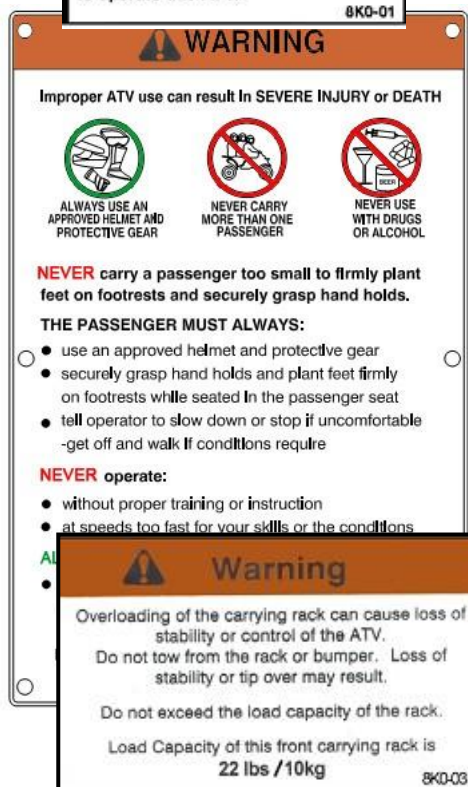 8K0-01
WARNING
Improper ATV use can result in SEVERE INJURY or DEATH
ALWAYS USE AN
APPROVED HELMET AND
PROTECTIVE GEAR
NEVER CARRY
MORE THAN ONE
PASSENGER
BEER
NEVER USE
WITH DRUGS
OR ALCOHOL
NEVER carry a passenger too small to firmly plant
feet on footrests and securely grasp hand holds.
THE PASSENGER MUST ALWAYS:
● use an approved helmet and protective gear
● securely grasp hand holds and plant feet firmly
on footrests while seated in the passenger seat
● tell operator to slow down or stop if uncomfortable
-get off and walk if conditions require
NEVER operate:
● without proper training or instruction
● at speeds too fast for your skills or the conditions
Warning
Overloading of the carrying rack can cause loss of
stability or control of the ATV.
Do not tow from the rack or bumper. Loss of
stability or tip over may result.
Do not exceed the load capacity of the rack.
Load Capacity of this front carrying rack is
22 lbs /10kg
8K0-03